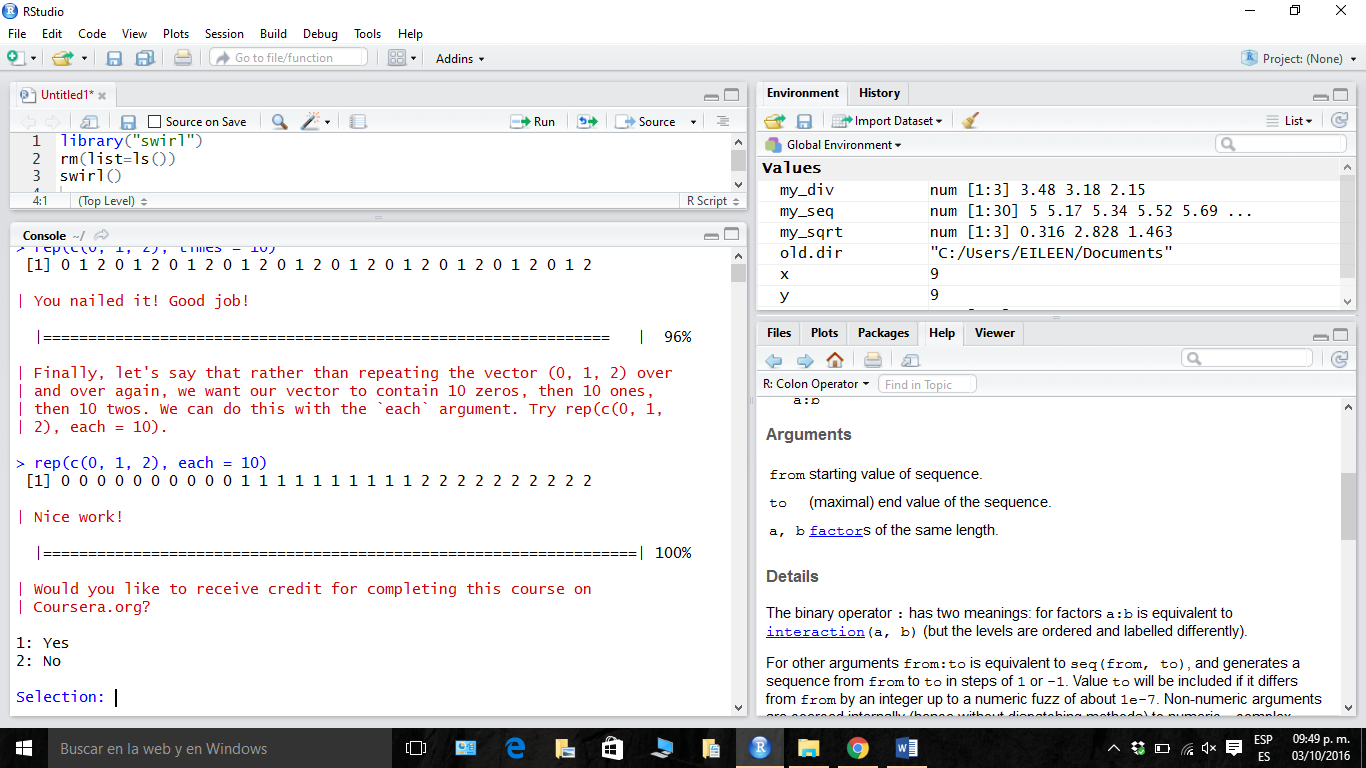 RStudio
File Edit Code View Plots Session Build Debug Tools Help
Go to file/function Addins Project: (None)
Untitled1*
Source on Save Run Source
1 library("swirl")
2 rm(list=ls())
3 swirl()
4
4:1 (Top Level) R Script
Console ~/
> rep(c(0, 1, 2), times = 10)
[1] 0 1 2 0 1 2 0 1 2 0 1 2 0 1 2 0 1 2 0 1 2 0 1 2 0 1 2 0 1 2
| You nailed it! Good job!
|================================================================ | 96%
| Finally, let's say that rather than repeating the vector (0, 1, 2) over
| and over again, we want our vector to contain 10 zeros, then 10 ones,
| then 10 twos. We can do this with the `each` argument. Try rep(c(0, 1,
| 2), each = 10).
> rep(c(0, 1, 2), each = 10)
[1] 0 0 0 0 0 0 0 0 0 0 1 1 1 1 1 1 1 1 1 1 2 2 2 2 2 2 2 2 2 2
| Nice work!
|===================================================================| 100%
| Would you like to receive credit for completing this course on
| Coursera.org?
1: Yes
2: No
Selection:
Environment History
Import Dataset List
Global Environment
Values
my_div num [1:3] 3.48 3.18 2.15
my_seq num [1:30] 5 5.17 5.34 5.52 5.69 ...
my_sqrt num [1:3] 0.316 2.828 1.463
old.dir "C:/Users/EILEEN/Documents"
x 9
y 9
Files Plots Packages Help Viewer
R: Colon Operator Find in Topic
a:b
Arguments
from starting value of sequence.
to (maximal) end value of the sequence.
a, b factors of the same length.
Details
The binary operator : has two meanings: for factors a:b is equivalent to
interaction(a, b) (but the levels are ordered and labelled differently).
For other arguments from:to is equivalent to seq(from, to), and generates a
sequence from from to to in steps of 1 or -1. Value to will be included if it differs
from from by an integer up to a numeric fuzz of about 1e-7. Non-numeric arguments
are coerced internally (hence without dispatching methods) to numeric—complex
Buscar en la web y en Windows
ESP 09:49 p. m.
ES 03/10/2016